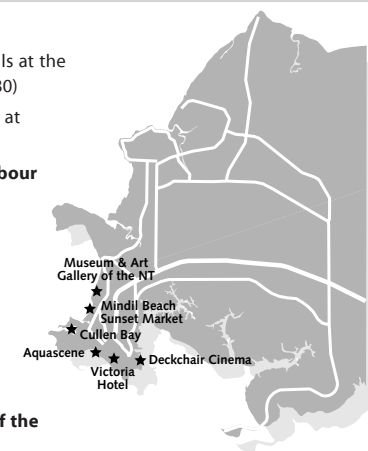 ls at the
30)
at
bour
Museum & Art
Gallery of the NT
Mindil Beach
Sunset Market
Cullen Bay
Aquascene
Deckchair Cinema
Victoria
Hotel
f the